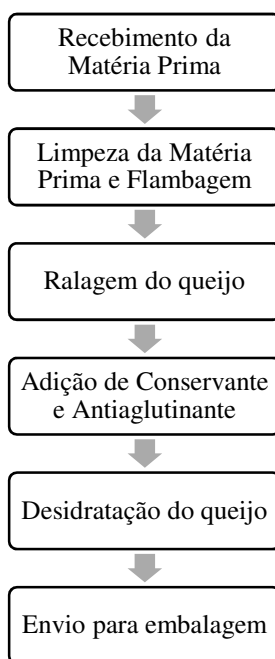 Recebimento da
Matéria Prima
Limpeza da Matéria
Prima e Flambagem
Ralagem do queijo
Adição de Conservante
e Antiaglutinante
Desidratação do queijo
Envio para embalagem